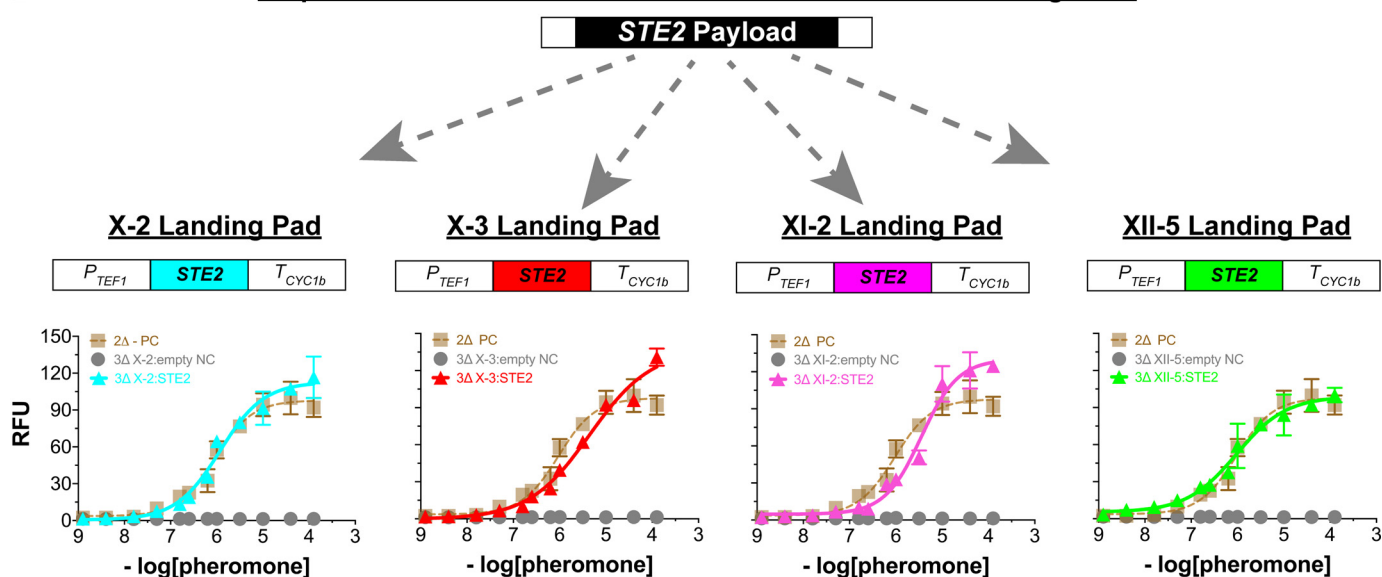 STE2 Payload
X-2 Landing Pad
X-3 Landing Pad
XI-2 Landing Pad
XII-5 Landing Pad
PTEF1 STE2 TCYC1b
PTEF1 STE2 TCYC1b
PTEF1 STE2 TCYC1b
PTEF1 STE2 TCYC1b
RFU
150
120
90
60
30
0
2Δ - PC
3Δ X-2:empty NC
3Δ X-2:STE2
9 8 7 6 5 4 3
- log[pheromone]
2Δ PC
3Δ X-3:empty NC
3Δ X-3:STE2
9 8 7 6 5 4 3
- log[pheromone]
2Δ PC
3Δ XI-2:empty NC
3Δ XI-2:STE2
9 8 7 6 5 4 3
- log[pheromone]
2Δ PC
3Δ XII-5:empty NC
3Δ XII-5:STE2
9 8 7 6 5 4 3
- log[pheromone]